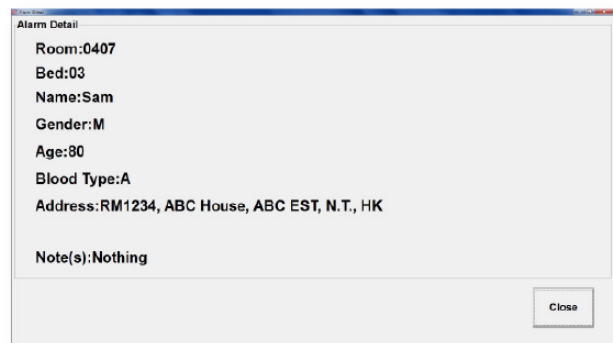 Alarm Detail
Room:0407
Bed:03
Name:Sam
Gender:M
Age:80
Blood Type:A
Address:RM1234, ABC House, ABC EST, N.T., HK
Note(s):Nothing
Close